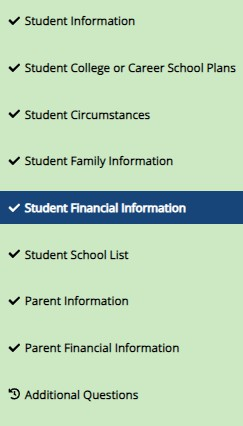 Student Information
Student College or Career School Plans
Student Circumstances
Student Family Information
Student Financial Information
Student School List
Parent Information
Parent Financial Information
Additional Questions